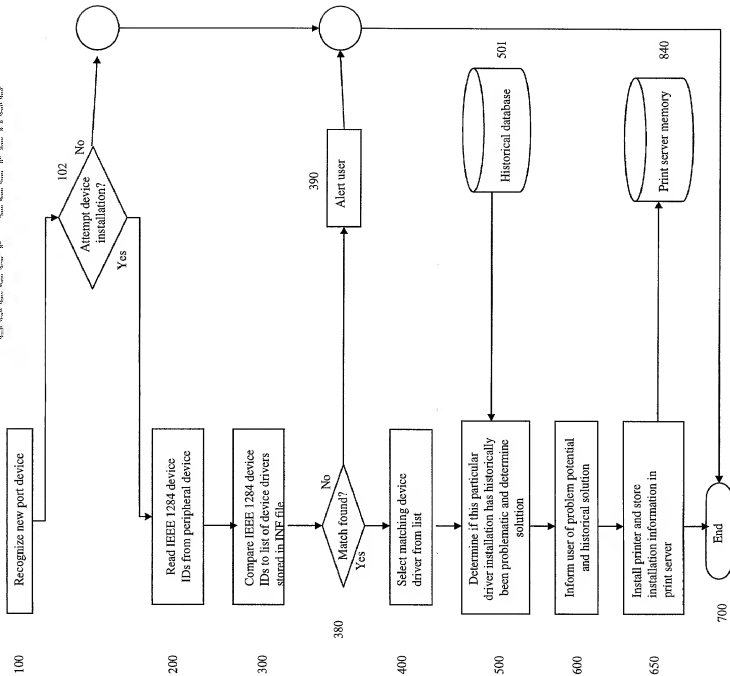 100
Recognize new port device
102
Attempt device
installation?
No
Yes
200
Read IEEE 1284 device
IDs from peripheral device
300
Compare IEEE 1284 device
IDs to list of device drivers
stored in INF file
380
Match found?
No
Yes
390
Alert user
400
Select matching device
driver from list
500
Determine if this particular
driver installation has historically
been problematic and determine
solution
501
Historical database
600
Inform user of problem potential
and historical solution
650
Install printer and store
installation information in
print server
840
Print server memory
700
End